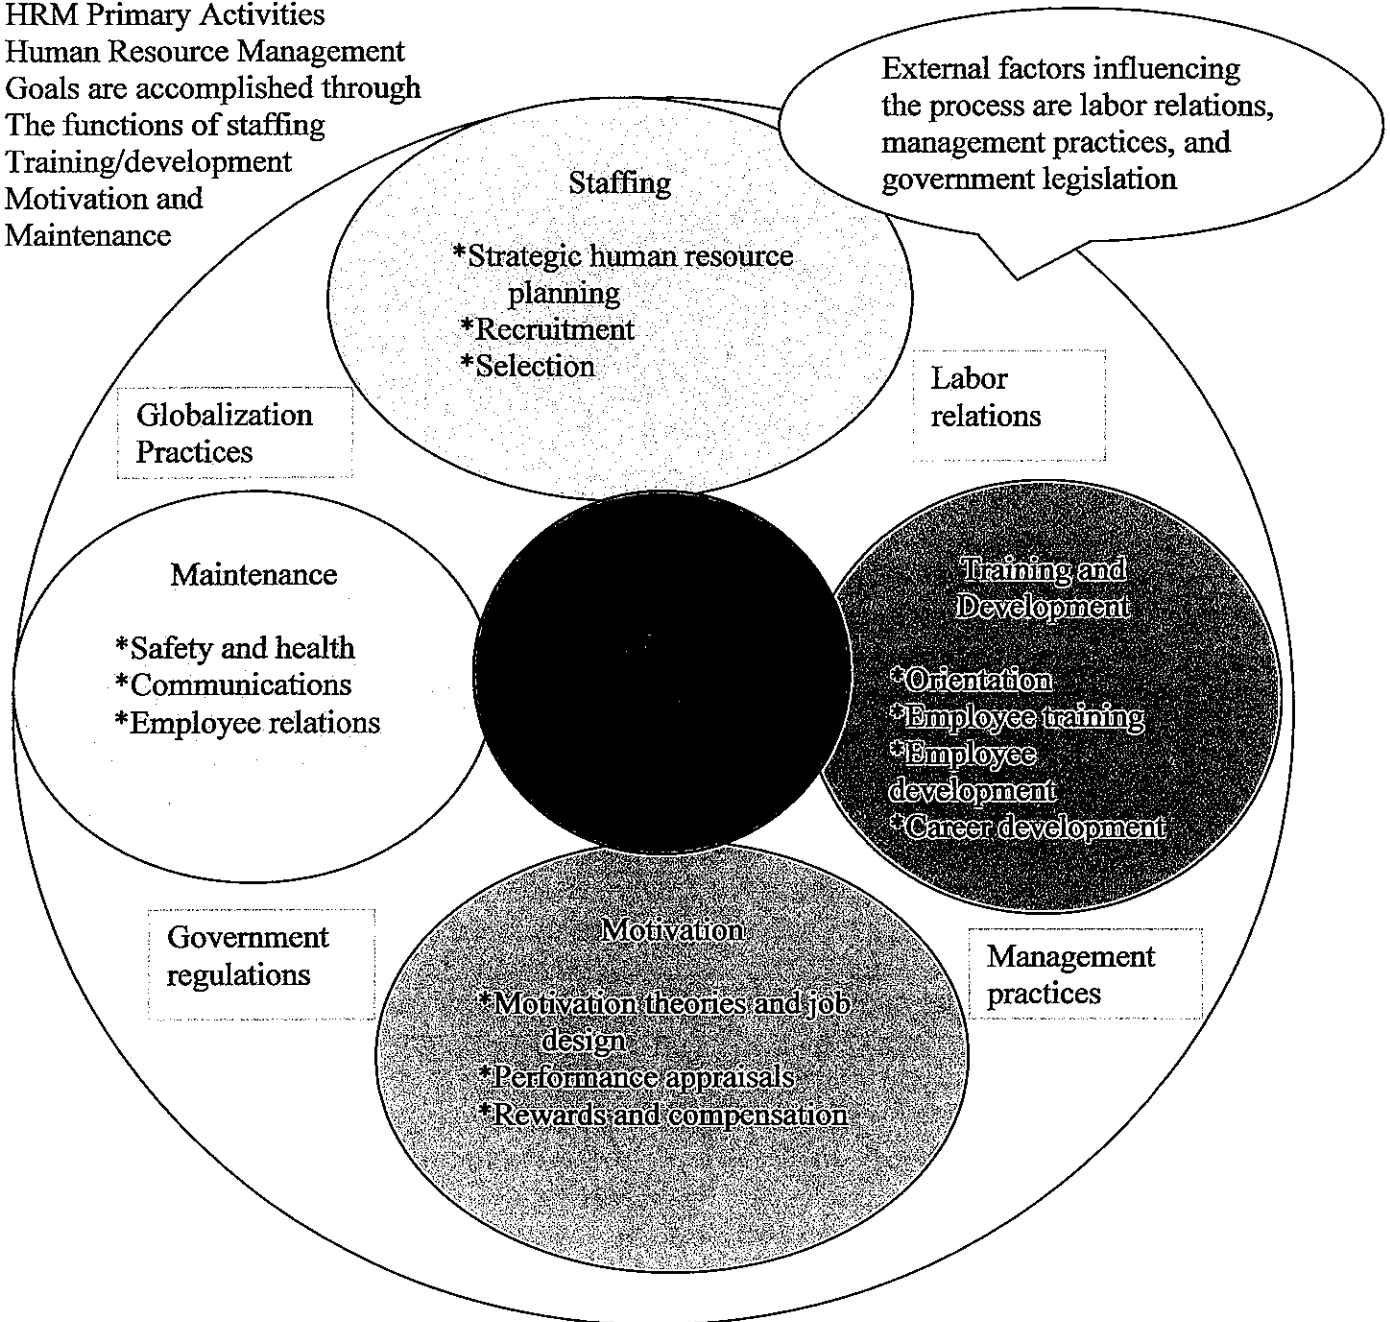 HRM Primary Activities
Human Resource Management
Goals are accomplished through
The functions of staffing
Training/development
Motivation and
Maintenance
External factors influencing
the process are labor relations,
management practices, and
government legislation
Staffing
*Strategic human resource
planning
*Recruitment
*Selection
Globalization
Practices
Labor
relations
Maintenance
*Safety and health
*Communications
*Employee relations
Training and
Development
*Orientation
*Employee training
*Employee
development
*Career development
Government
regulations
Motivation
*Motivation theories and job
design
*Performance appraisals
*Rewards and compensation
Management
practices